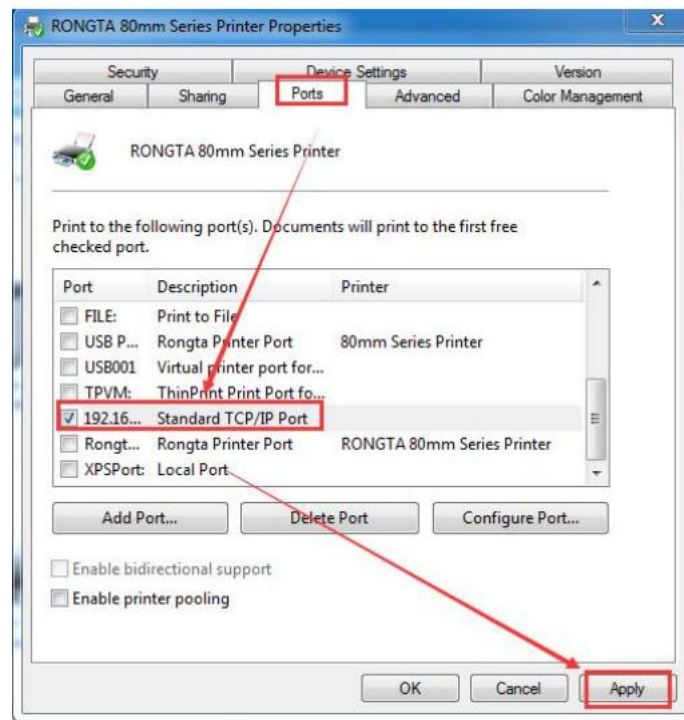 RONGTA 80mm Series Printer Properties
X
Security Device Settings Version
General Sharing Ports Advanced Color Management
RONGTA 80mm Series Printer
Print to the following port(s). Documents will print to the first free
checked port.
Port Description Printer
FILE: Print to File
USB P... Rongta Printer Port 80mm Series Printer
USB001 Virtual printer port for...
TPVM: ThinPrint Print Port fo...
192.16... Standard TCP/IP Port
Rongt... Rongta Printer Port RONGTA 80mm Series Printer
XPSPort: Local Port
Add Port... Delete Port Configure Port...
Enable bidirectional support
Enable printer pooling
OK Cancel Apply